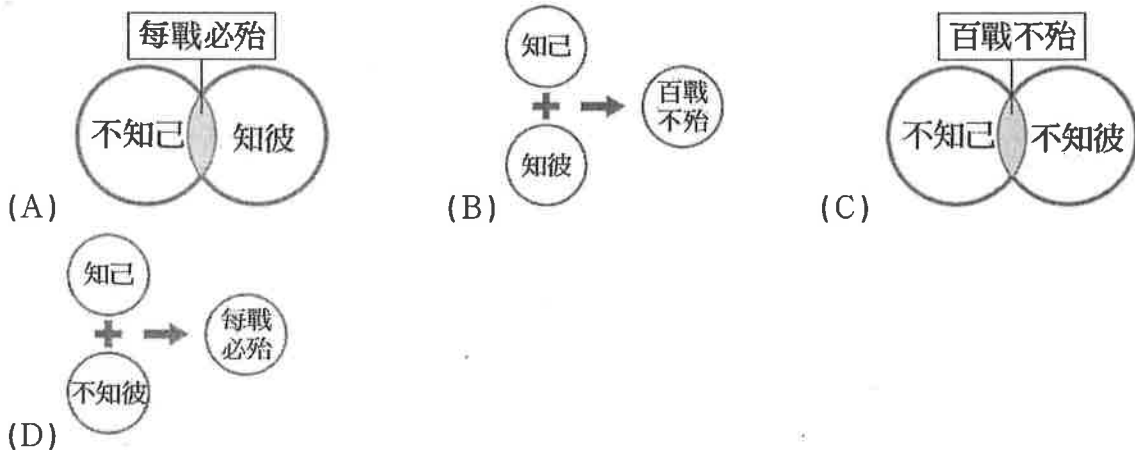 每戰必殆
不知己 知彼
(A)
知己
+
知彼
百戰
不殆
(B)
百戰不殆
不知己 不知彼
(C)
知己
+
不知彼
每戰
必殆
(D)